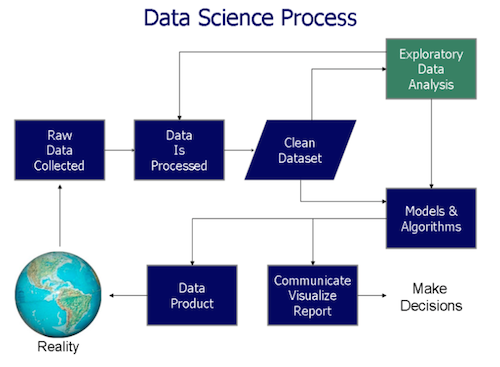 Data Science Process
Exploratory
Data
Analysis
Raw
Data
Collected
Data
Is
Processed
Clean
Dataset
Models &
Algorithms
Data
Product
Communicate
Visualize
Report
Make
Decisions
Reality